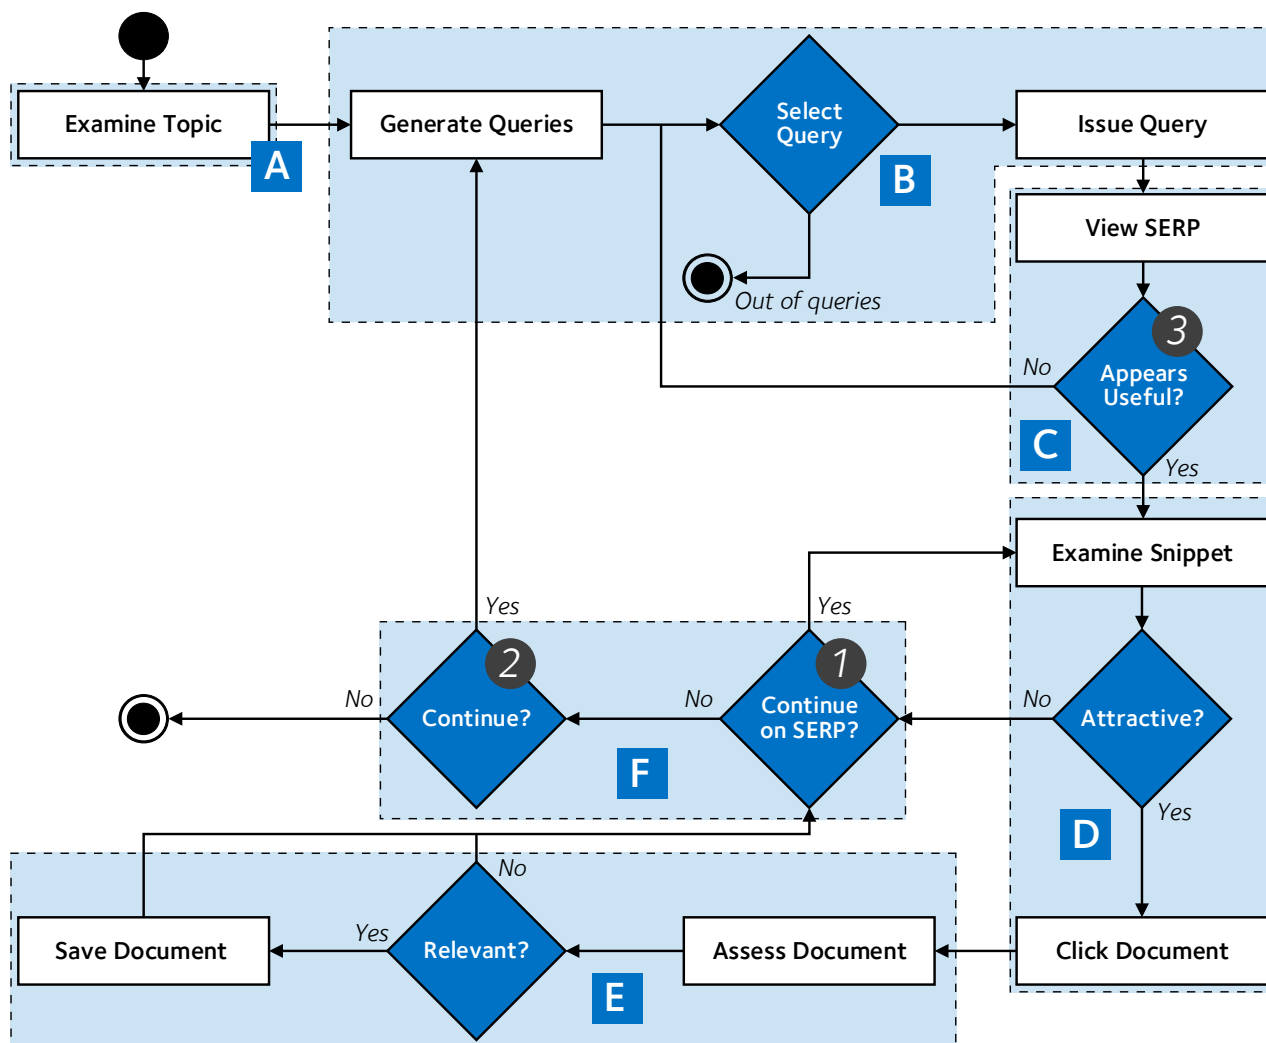 Examine Topic
A
Generate Queries
Select
Query
B
Issue Query
Out of queries
View SERP
3
Appears
Useful?
No
C
Yes
Examine Snippet
Yes
Yes
2
Continue?
No
No
1
Continue
on SERP?
No
Attractive?
F
D
Yes
No
Save Document
Yes
Relevant?
E
Assess Document
Click Document